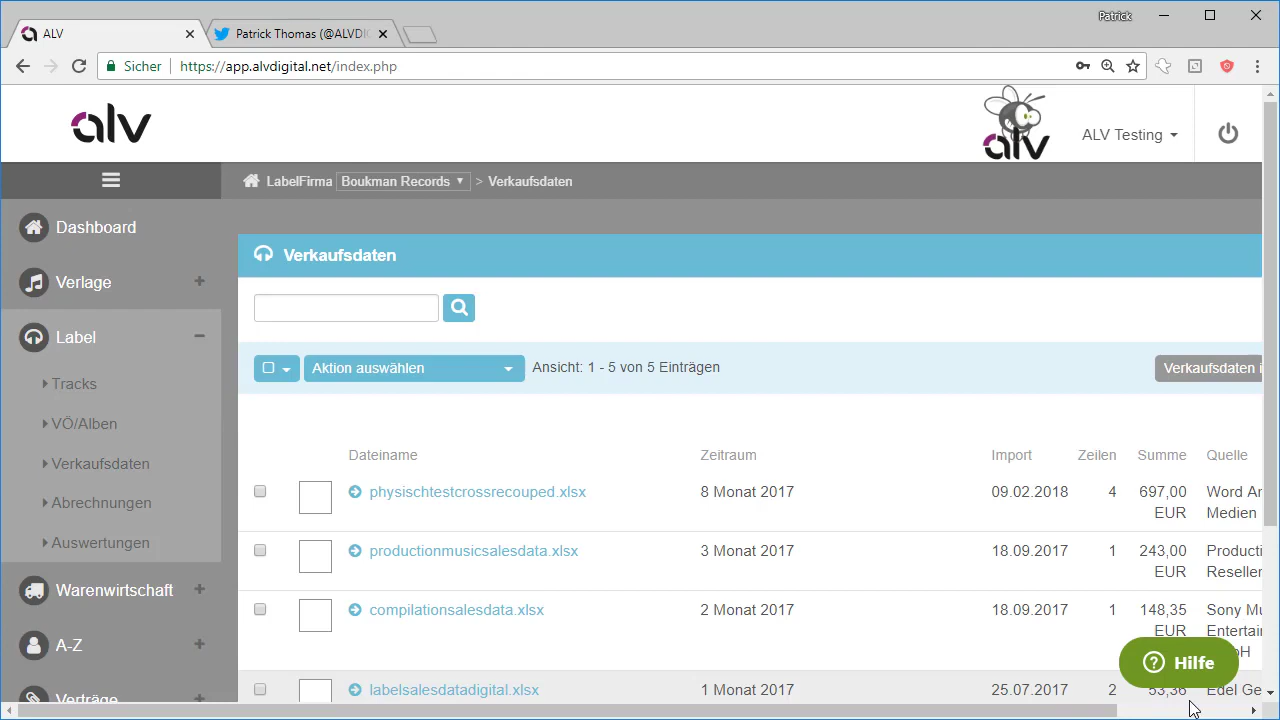 Patrick
ALV
Patrick Thomas (@ALVDIG
Sicher
https://app.alvdigital.net/index.php
alv
alv
ALV Testing
LabelFirma Boukman Records > Verkaufsdaten
Dashboard
Verlage
Label
Tracks
VÖ/Alben
Verkaufsdaten
Abrechnungen
Auswertungen
Warenwirtschaft
A-Z
Verträge
Verkaufsdaten
Aktion auswählen
Ansicht: 1 - 5 von 5 Einträgen
Verkaufsdaten i
Dateiname Zeitraum Import Zeilen Summe Quelle
physischtestcrossrecouped.xlsx 8 Monat 2017 09.02.2018 4 697,00 Word An
EUR Medien
productionmusicsalesdata.xlsx 3 Monat 2017 18.09.2017 1 243,00 Producti
EUR Reseller
compilationsalesdata.xlsx 2 Monat 2017 18.09.2017 1 148,35 Sony Mu
EUR Entertai
labelsalesdatadigital.xlsx 1 Monat 2017 25.07.2017 2 53,36 Edel Ge
Hilfe